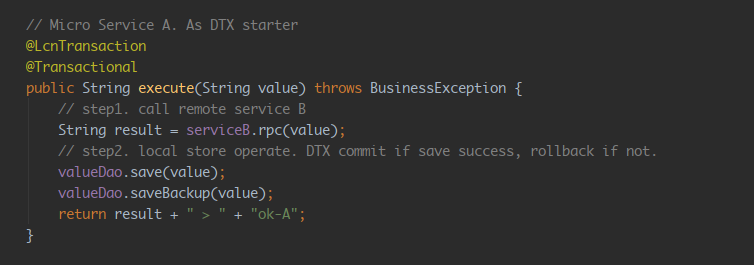 // Micro Service A. As DTX starter
@LcnTransaction
@Transactional
public String execute(String value) throws BusinessException {
    // step1. call remote service B
    String result = serviceB.rpc(value);
    // step2. local store operate. DTX commit if save success, rollback if not.
    valueDao.save(value);
    valueDao.saveBackup(value);
    return result + " > " + "ok-A";
}